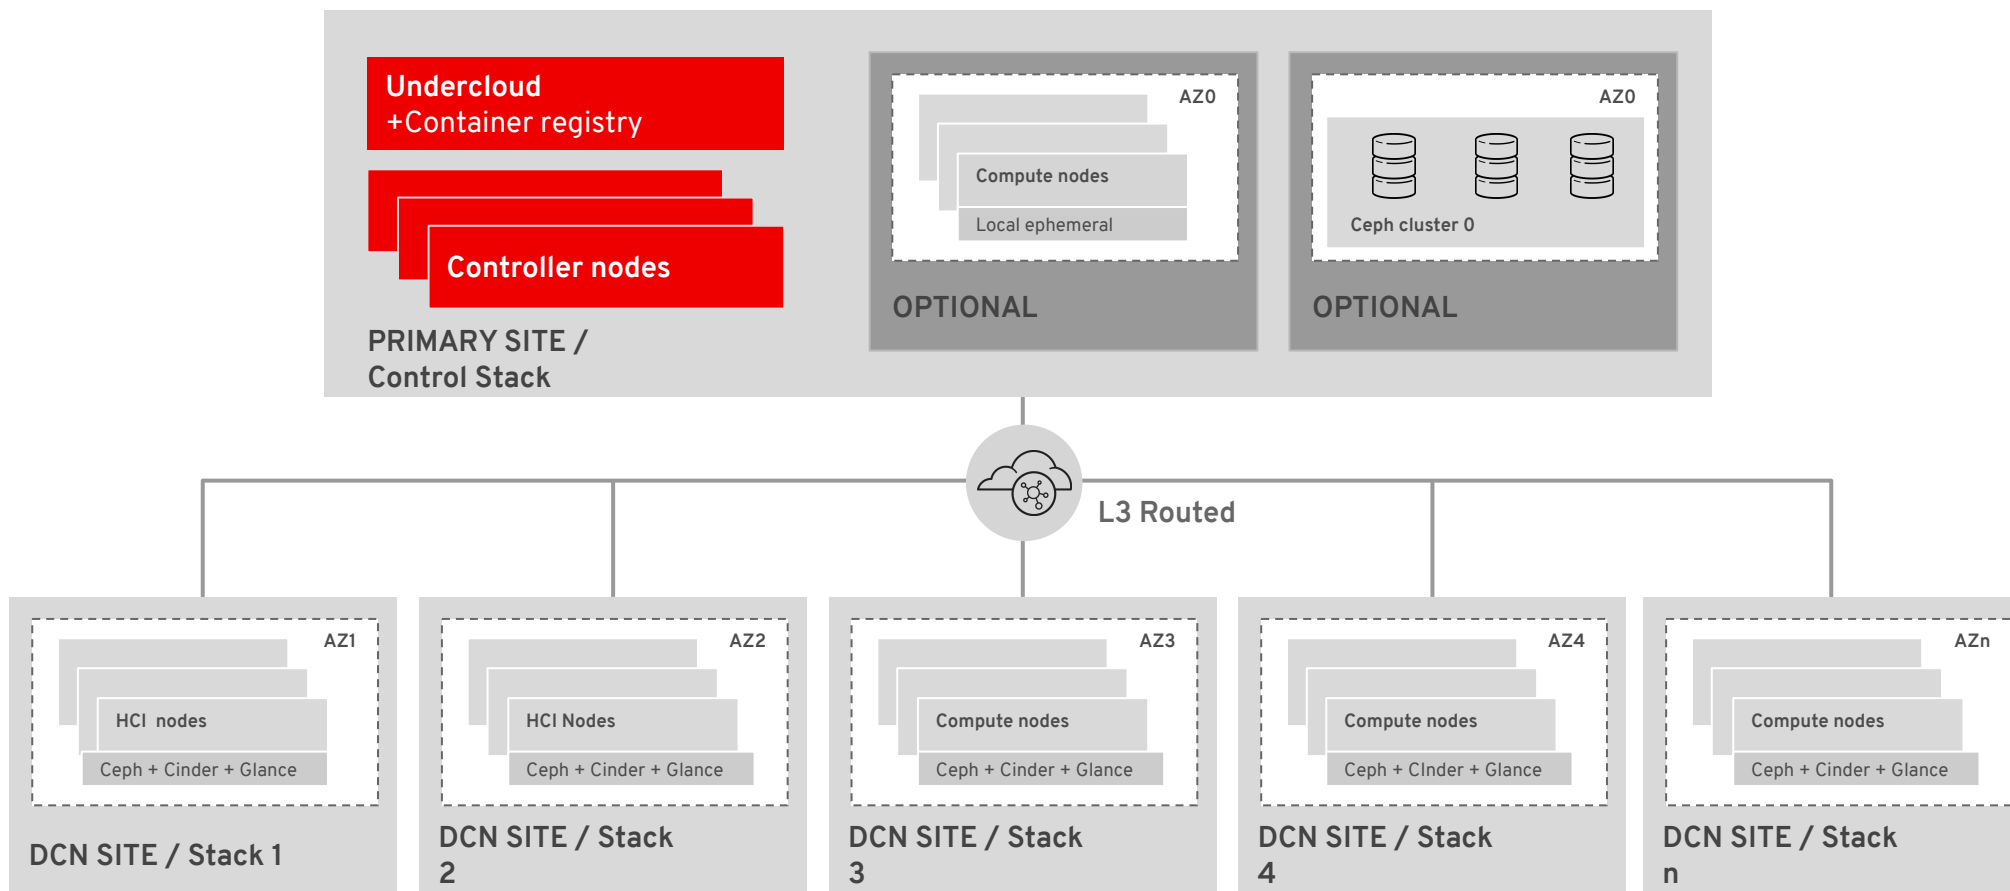 Undercloud
+Container registry
Controller nodes
PRIMARY SITE /
Control Stack
AZ0
Compute nodes
Local ephemeral
OPTIONAL
AZ0
Ceph cluster 0
OPTIONAL
L3 Routed
AZ1
HCI  nodes
Ceph + Cinder + Glance
DCN SITE / Stack 1
AZ2
HCI Nodes
Ceph + Cinder + Glance
DCN SITE / Stack
2
AZ3
Compute nodes
Ceph + Cinder + Glance
DCN SITE / Stack
3
AZ4
Compute nodes
Ceph + CInder + Glance
DCN SITE / Stack
4
AZn
Compute nodes
Ceph + Cinder + Glance
DCN SITE / Stack
n